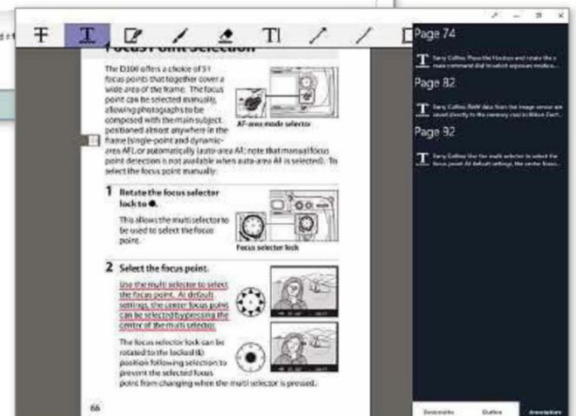 Page 74
Page 82
Page 92
Focus Point Selection
The D300 offers a choice of 51
focus points that together cover a
wide area of the frame. The focus
point can be selected manually,
allowing photographs to be
composed with the main subject
positioned almost anywhere in the
frame (single-point and dynamic-
area AF), or automatically (auto-area AF; note that manual focus
point detection is not available when auto-area AF is selected). To
select the focus point manually:
AF-area mode selector
1 Rotate the focus selector
lock to ●.
This allows the multi selector to
be used to select the focus
point.
Focus selector lock
2 Select the focus point.
Use the multi selector to select
the focus point. At default
settings, the center focus point
can be selected by pressing the
center of the multi selector.
The focus selector lock can be
rotated to the locked (L)
position following selection to
prevent the selected focus
point from changing when the multi selector is pressed.
66
Bookmarks Outline Annotations